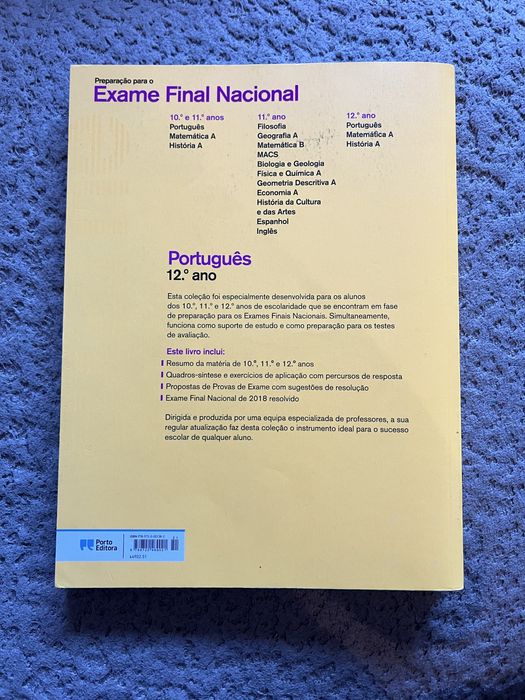 Preparação para o
Exame Final Nacional
10.º e 11.º anos
Português
Matemática A
História A
11.º ano
Filosofia
Geografia A
Matemática B
MACS
Biologia e Geologia
Física e Química A
Geometria Descritiva A
Economia A
História da Cultura
e das Artes
Espanhol
Inglês
12.º ano
Português
Matemática A
História A
Português
12.º ano
Esta coleção foi especialmente desenvolvida para os alunos
dos 10.º, 11.º e 12.º anos de escolaridade que se encontram em fase
de preparação para os Exames Finais Nacionais. Simultaneamente,
funciona como suporte de estudo e como preparação para os testes
de avaliação.
Este livro inclui:
Resumo da matéria de 10.º, 11.º e 12.º anos
Quadros-síntese e exercícios de aplicação com percursos de resposta
Propostas de Provas de Exame com sugestões de resolução
Exame Final Nacional de 2018 resolvido
Dirigida e produzida por uma equipa especializada de professores, a sua
regular atualização faz desta coleção o instrumento ideal para o sucesso
escolar de qualquer aluno.
Porto
Editora
ISBN